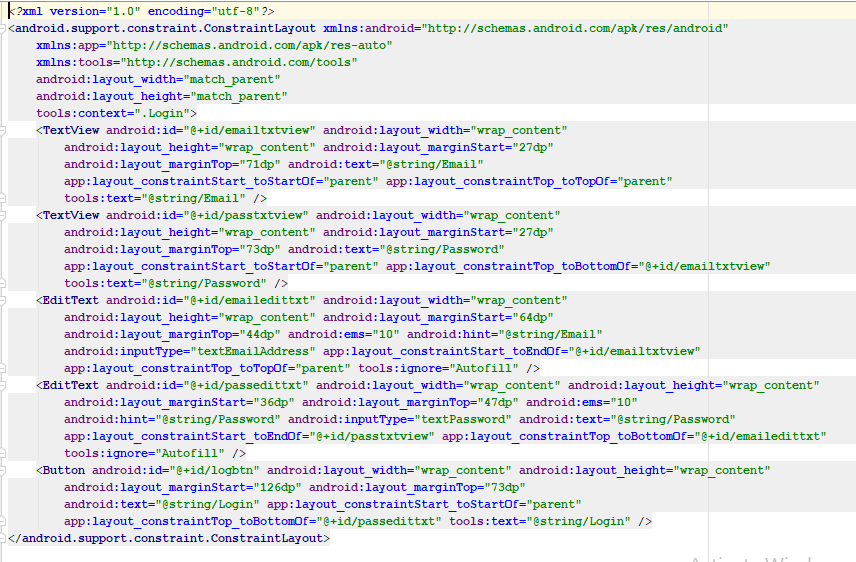 <?xml version="1.0" encoding="utf-8"?>
<android.support.constraint.ConstraintLayout xmlns:android="http://schemas.android.com/apk/res/android"
    xmlns:app="http://schemas.android.com/apk/res-auto"
    xmlns:tools="http://schemas.android.com/tools"
    android:layout_width="match_parent"
    android:layout_height="match_parent"
    tools:context=".Login">
    <TextView android:id="@+id/emailtxtview" android:layout_width="wrap_content"
        android:layout_height="wrap_content" android:layout_marginStart="27dp"
        android:layout_marginTop="71dp" android:text="@string/Email"
        app:layout_constraintStart_toStartOf="parent" app:layout_constraintTop_toTopOf="parent"
        tools:text="@string/Email" />
    <TextView android:id="@+id/passtxtview" android:layout_width="wrap_content"
        android:layout_height="wrap_content" android:layout_marginStart="27dp"
        android:layout_marginTop="73dp" android:text="@string/Password"
        app:layout_constraintStart_toStartOf="parent" app:layout_constraintTop_toBottomOf="@+id/emailtxtview"
        tools:text="@string/Password" />
    <EditText android:id="@+id/emailedittxt" android:layout_width="wrap_content"
        android:layout_height="wrap_content" android:layout_marginStart="64dp"
        android:layout_marginTop="44dp" android:ems="10" android:hint="@string/Email"
        android:inputType="textEmailAddress" app:layout_constraintStart_toEndOf="@+id/emailtxtview"
        app:layout_constraintTop_toTopOf="parent" tools:ignore="Autofill" />
    <EditText android:id="@+id/passedittxt" android:layout_width="wrap_content" android:layout_height="wrap_content"
        android:layout_marginStart="36dp" android:layout_marginTop="47dp" android:ems="10"
        android:hint="@string/Password" android:inputType="textPassword" android:text="@string/Password"
        app:layout_constraintStart_toEndOf="@+id/passtxtview" app:layout_constraintTop_toBottomOf="@+id/emailedittxt"
        tools:ignore="Autofill" />
    <Button android:id="@+id/logbtn" android:layout_width="wrap_content" android:layout_height="wrap_content"
        android:layout_marginStart="126dp" android:layout_marginTop="73dp"
        android:text="@string/Login" app:layout_constraintStart_toStartOf="parent"
        app:layout_constraintTop_toBottomOf="@+id/passedittxt" tools:text="@string/Login" />
</android.support.constraint.ConstraintLayout>